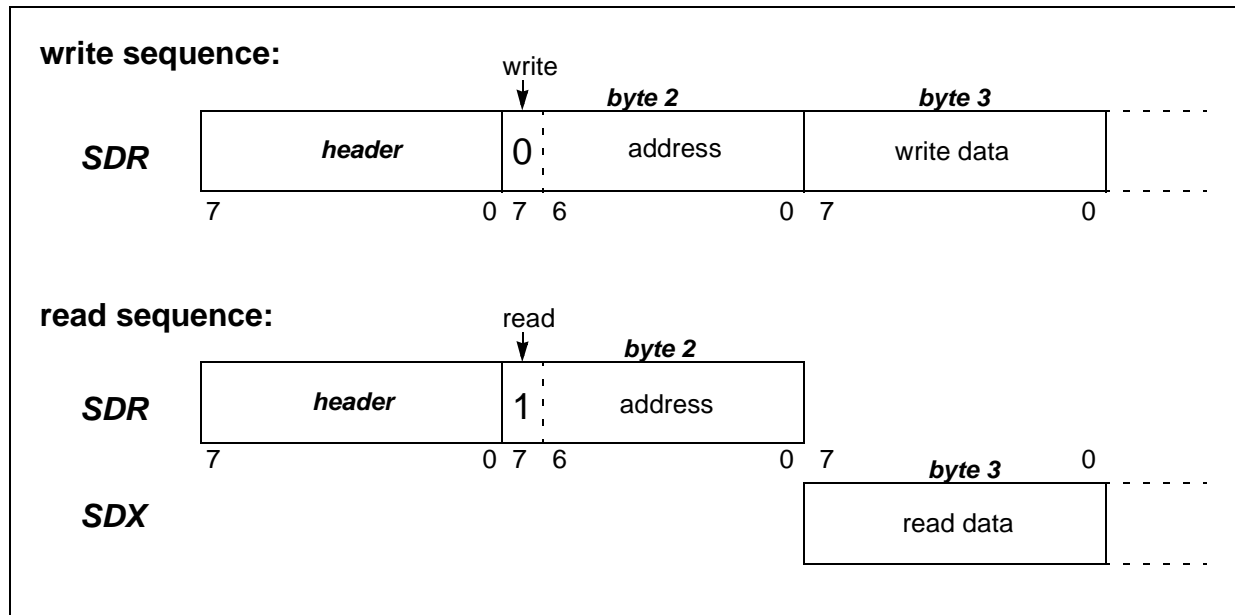 write sequence:
write
byte 2 byte 3
SDR header 0 address write data
7 0 7 6 0 7 0
read sequence:
read
byte 2
SDR header 1 address
7 0 7 6 0 7 0
byte 3
SDX read data